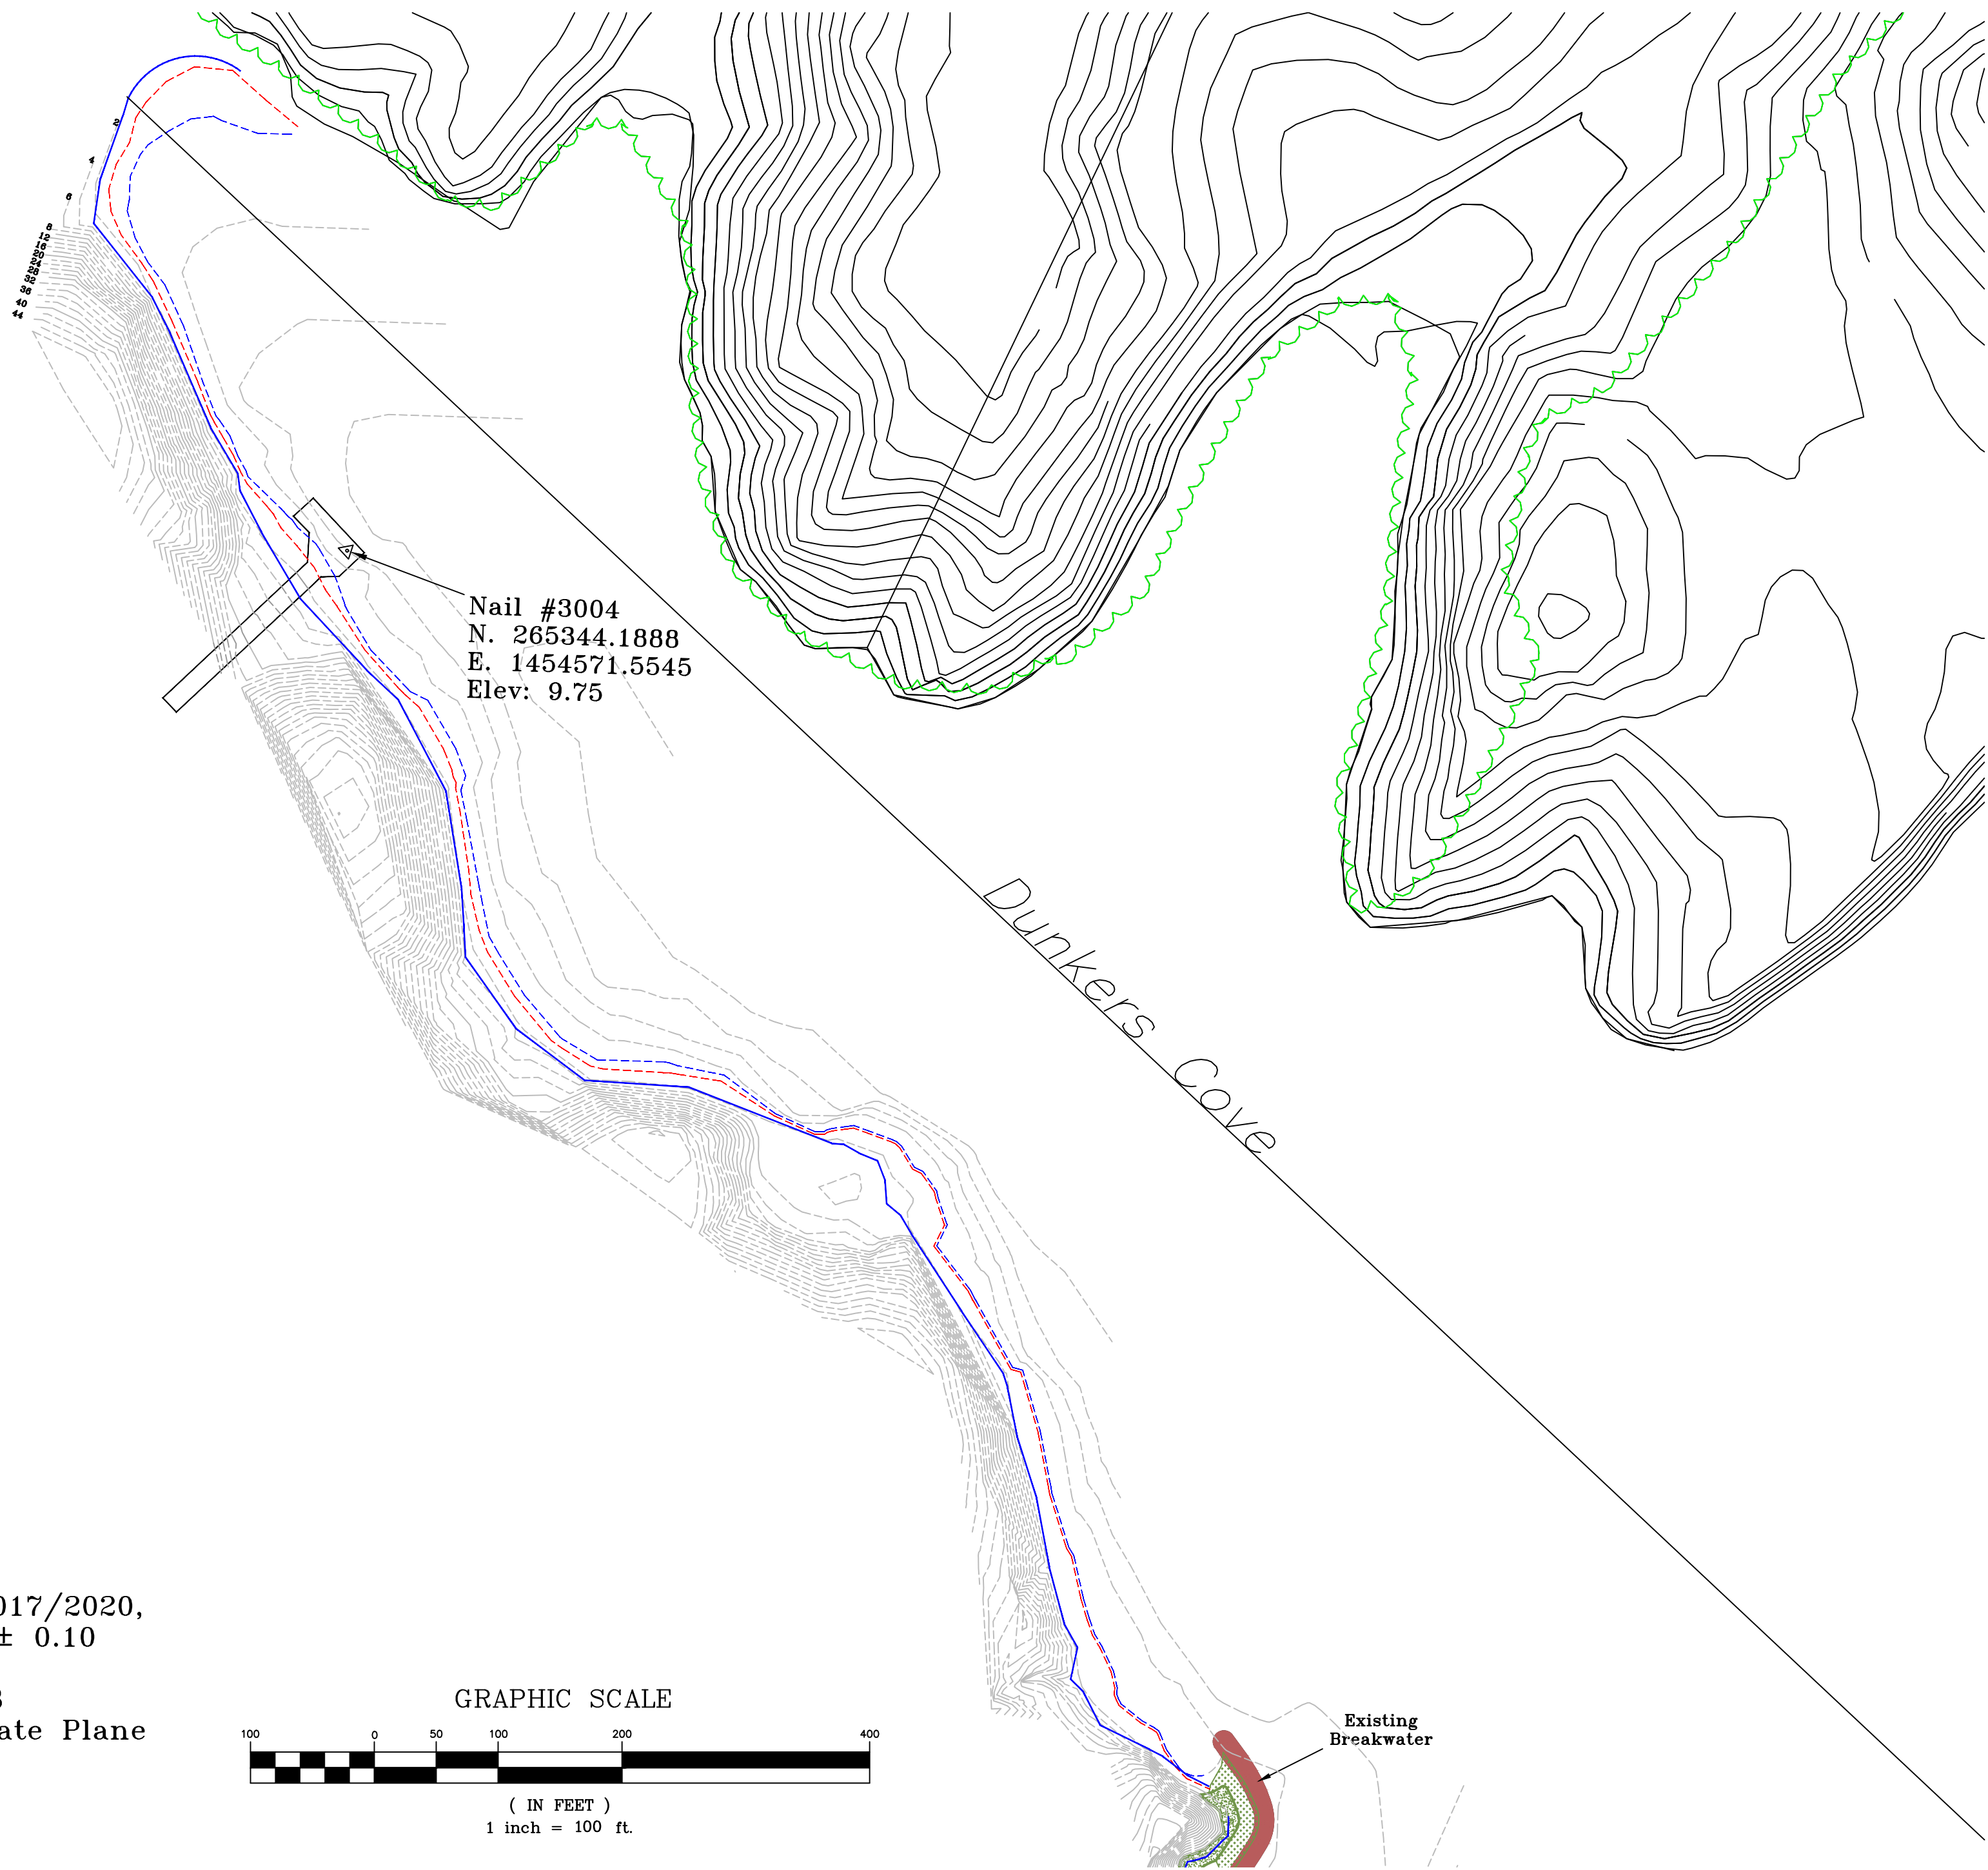 2
4
6
8
12
16
20
24
28
32
36
40
44
Nail #3004
N. 265344.1888
E. 1454571.5545
Elev: 9.75
Dunkers Cove
017/2020,
± 0.10
ate Plane
GRAPHIC SCALE
100 0 50 100 200 400
( IN FEET )
1 inch = 100 ft.
Existing
Breakwater